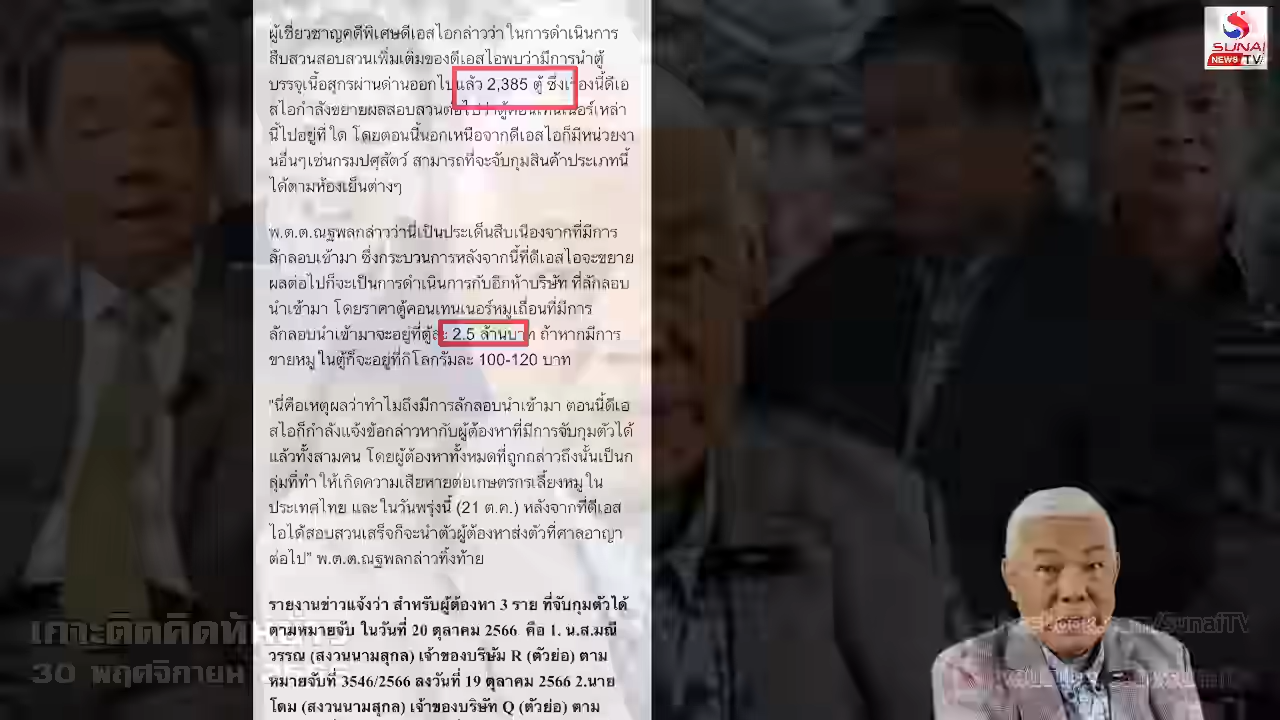 ผู้เชี่ยวชาญคดีพิเศษดีเอสไอกล่าวว่า ในการดำเนินการ
สืบสวนสอบสวนเพิ่มเติมของดีเอสไอพบว่ามีการนำตู้
บรรจุเนื้อสุกรผ่านด่านออกไปแล้ว 2,385 ตู้ ซึ่งเรื่องนี้ดีเอ
สไอกำลังขยายผลสอบสวนต่อไปว่าตู้คอนเทนเนอร์เหล่า
นี้ไปอยู่ที่ใด โดยตอนนี้นอกเหนือจากดีเอสไอก็มีหน่วยงา
นอื่นๆเช่นกรมปศุสัตว์ สามารถที่จะจับกุมสินค้าประเภทนี้
ได้ตามห้องเย็นต่างๆ
พ.ต.ต.ณฐพลกล่าวว่านี่เป็นประเด็นสืบเนื่องจากที่มีการ
ลักลอบเข้ามา ซึ่งกระบวนการหลังจากนี้ที่ดีเอสไอจะขยาย
ผลต่อไปก็จะเป็นการดำเนินการกับอีกห้าบริษัท ที่ลักลอบ
นำเข้ามา โดยราคาตู้คอนเทนเนอร์หมูเถื่อนที่มีการ
ลักลอบนำเข้ามาจะอยู่ที่ตู้ละ 2.5 ล้านบาท ถ้าหากมีการ
ขายหมูในตู้ก็จะอยู่ที่กิโลกรัมละ 100-120 บาท
"นี่คือเหตุผลว่าทำไมถึงมีการลักลอบนำเข้ามา ตอนนี้ดีเอ
สไอก็กำลังแจ้งข้อกล่าวหากับผู้ต้องหาที่มีการจับกุมตัวได้
แล้วทั้งสามคน โดยผู้ต้องหาทั้งหมดที่ถูกกล่าวถึงนั้นเป็นก
ลุ่มที่ทำให้เกิดความเสียหายต่อเกษตรกรเลี้ยงหมูใน
ประเทศไทย และในวันพรุ่งนี้ (21 ต.ค.) หลังจากที่ดีเอส
ไอได้สอบสวนเสร็จก็จะนำตัวผู้ต้องหาส่งตัวที่ศาลอาญา
ต่อไป" พ.ต.ต.ณฐพลกล่าวทิ้งท้าย
รายงานข่าวแจ้งว่า สำหรับผู้ต้องหา 3 ราย ที่จับกุมตัวได้
ตามหมายจับ ในวันที่ 20 ตุลาคม 2566 คือ 1. น.ส.มณี
วรรณ (สงวนนามสกุล) เจ้าของบริษัม R (ตัวย่อ) ตาม
หมายจับที่ 3546/2566 ลงวันที่ 19 ตุลาคม 2566 2.นาย
โดม (สงวนนามสกุล) เจ้าของบริษัท Q (ตัวย่อ) ตาม
SUNAI
NEWS TV
เกาะติดคิดทัน
30 พฤศจิกายน
facebook.com/SunaiTV